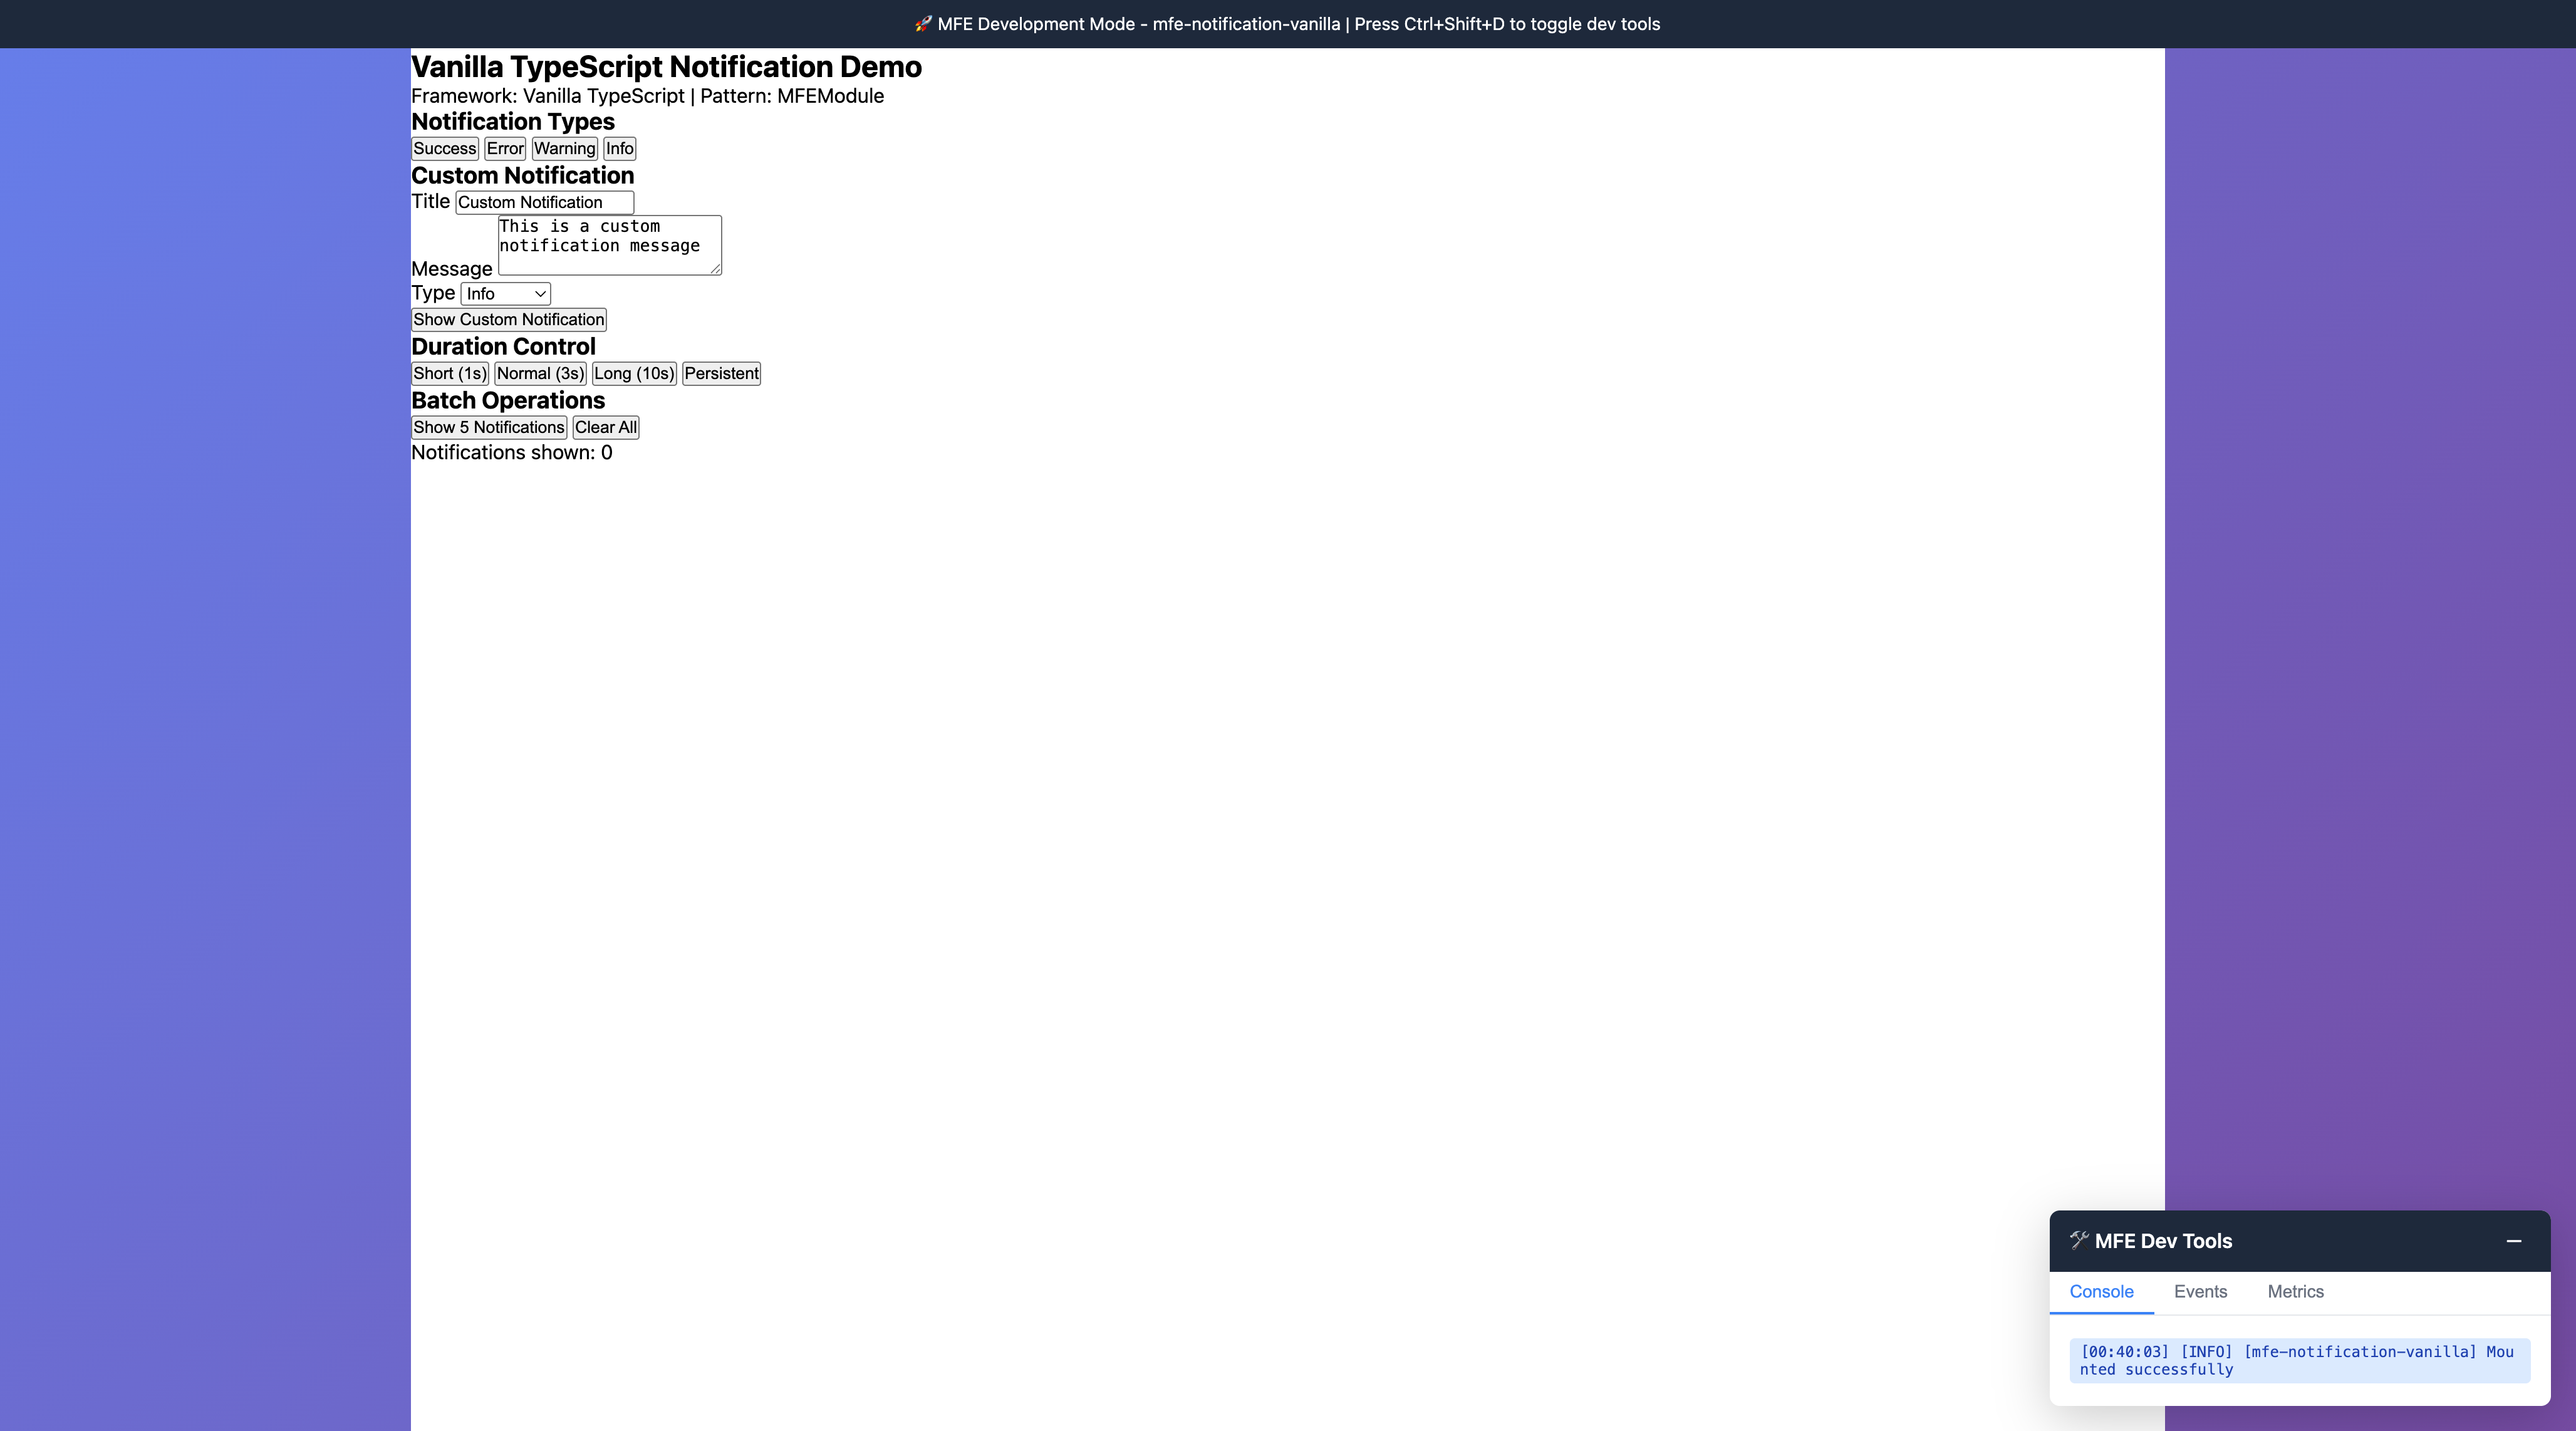 🚀 MFE Development Mode - mfe-notification-vanilla | Press Ctrl+Shift+D to toggle dev tools
Vanilla TypeScript Notification Demo
Framework: Vanilla TypeScript | Pattern: MFEModule
Notification Types
Success Error Warning Info
Custom Notification
Title Custom Notification
This is a custom
notification message
Message
Type Info
Show Custom Notification
Duration Control
Short (1s) Normal (3s) Long (10s) Persistent
Batch Operations
Show 5 Notifications Clear All
Notifications shown: 0
🛠 MFE Dev Tools −
Console Events Metrics
[00:40:03] [INFO] [mfe-notification-vanilla] Mou
nted successfully